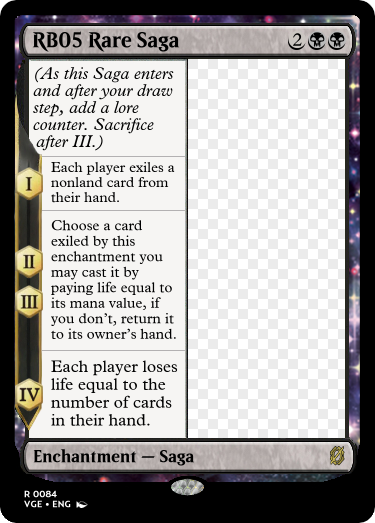 RB05 Rare Saga 2
(As this Saga enters
and after your draw
step, add a lore
counter. Sacrifice
after III.)
I
Each player exiles a
nonland card from
their hand.
II
III
Choose a card
exiled by this
enchantment you
may cast it by
paying life equal to
its mana value, if
you don't, return it
to its owner's hand.
IV
Each player loses
life equal to the
number of cards
in their hand.
Enchantment — Saga
R 0084
VGE • ENG